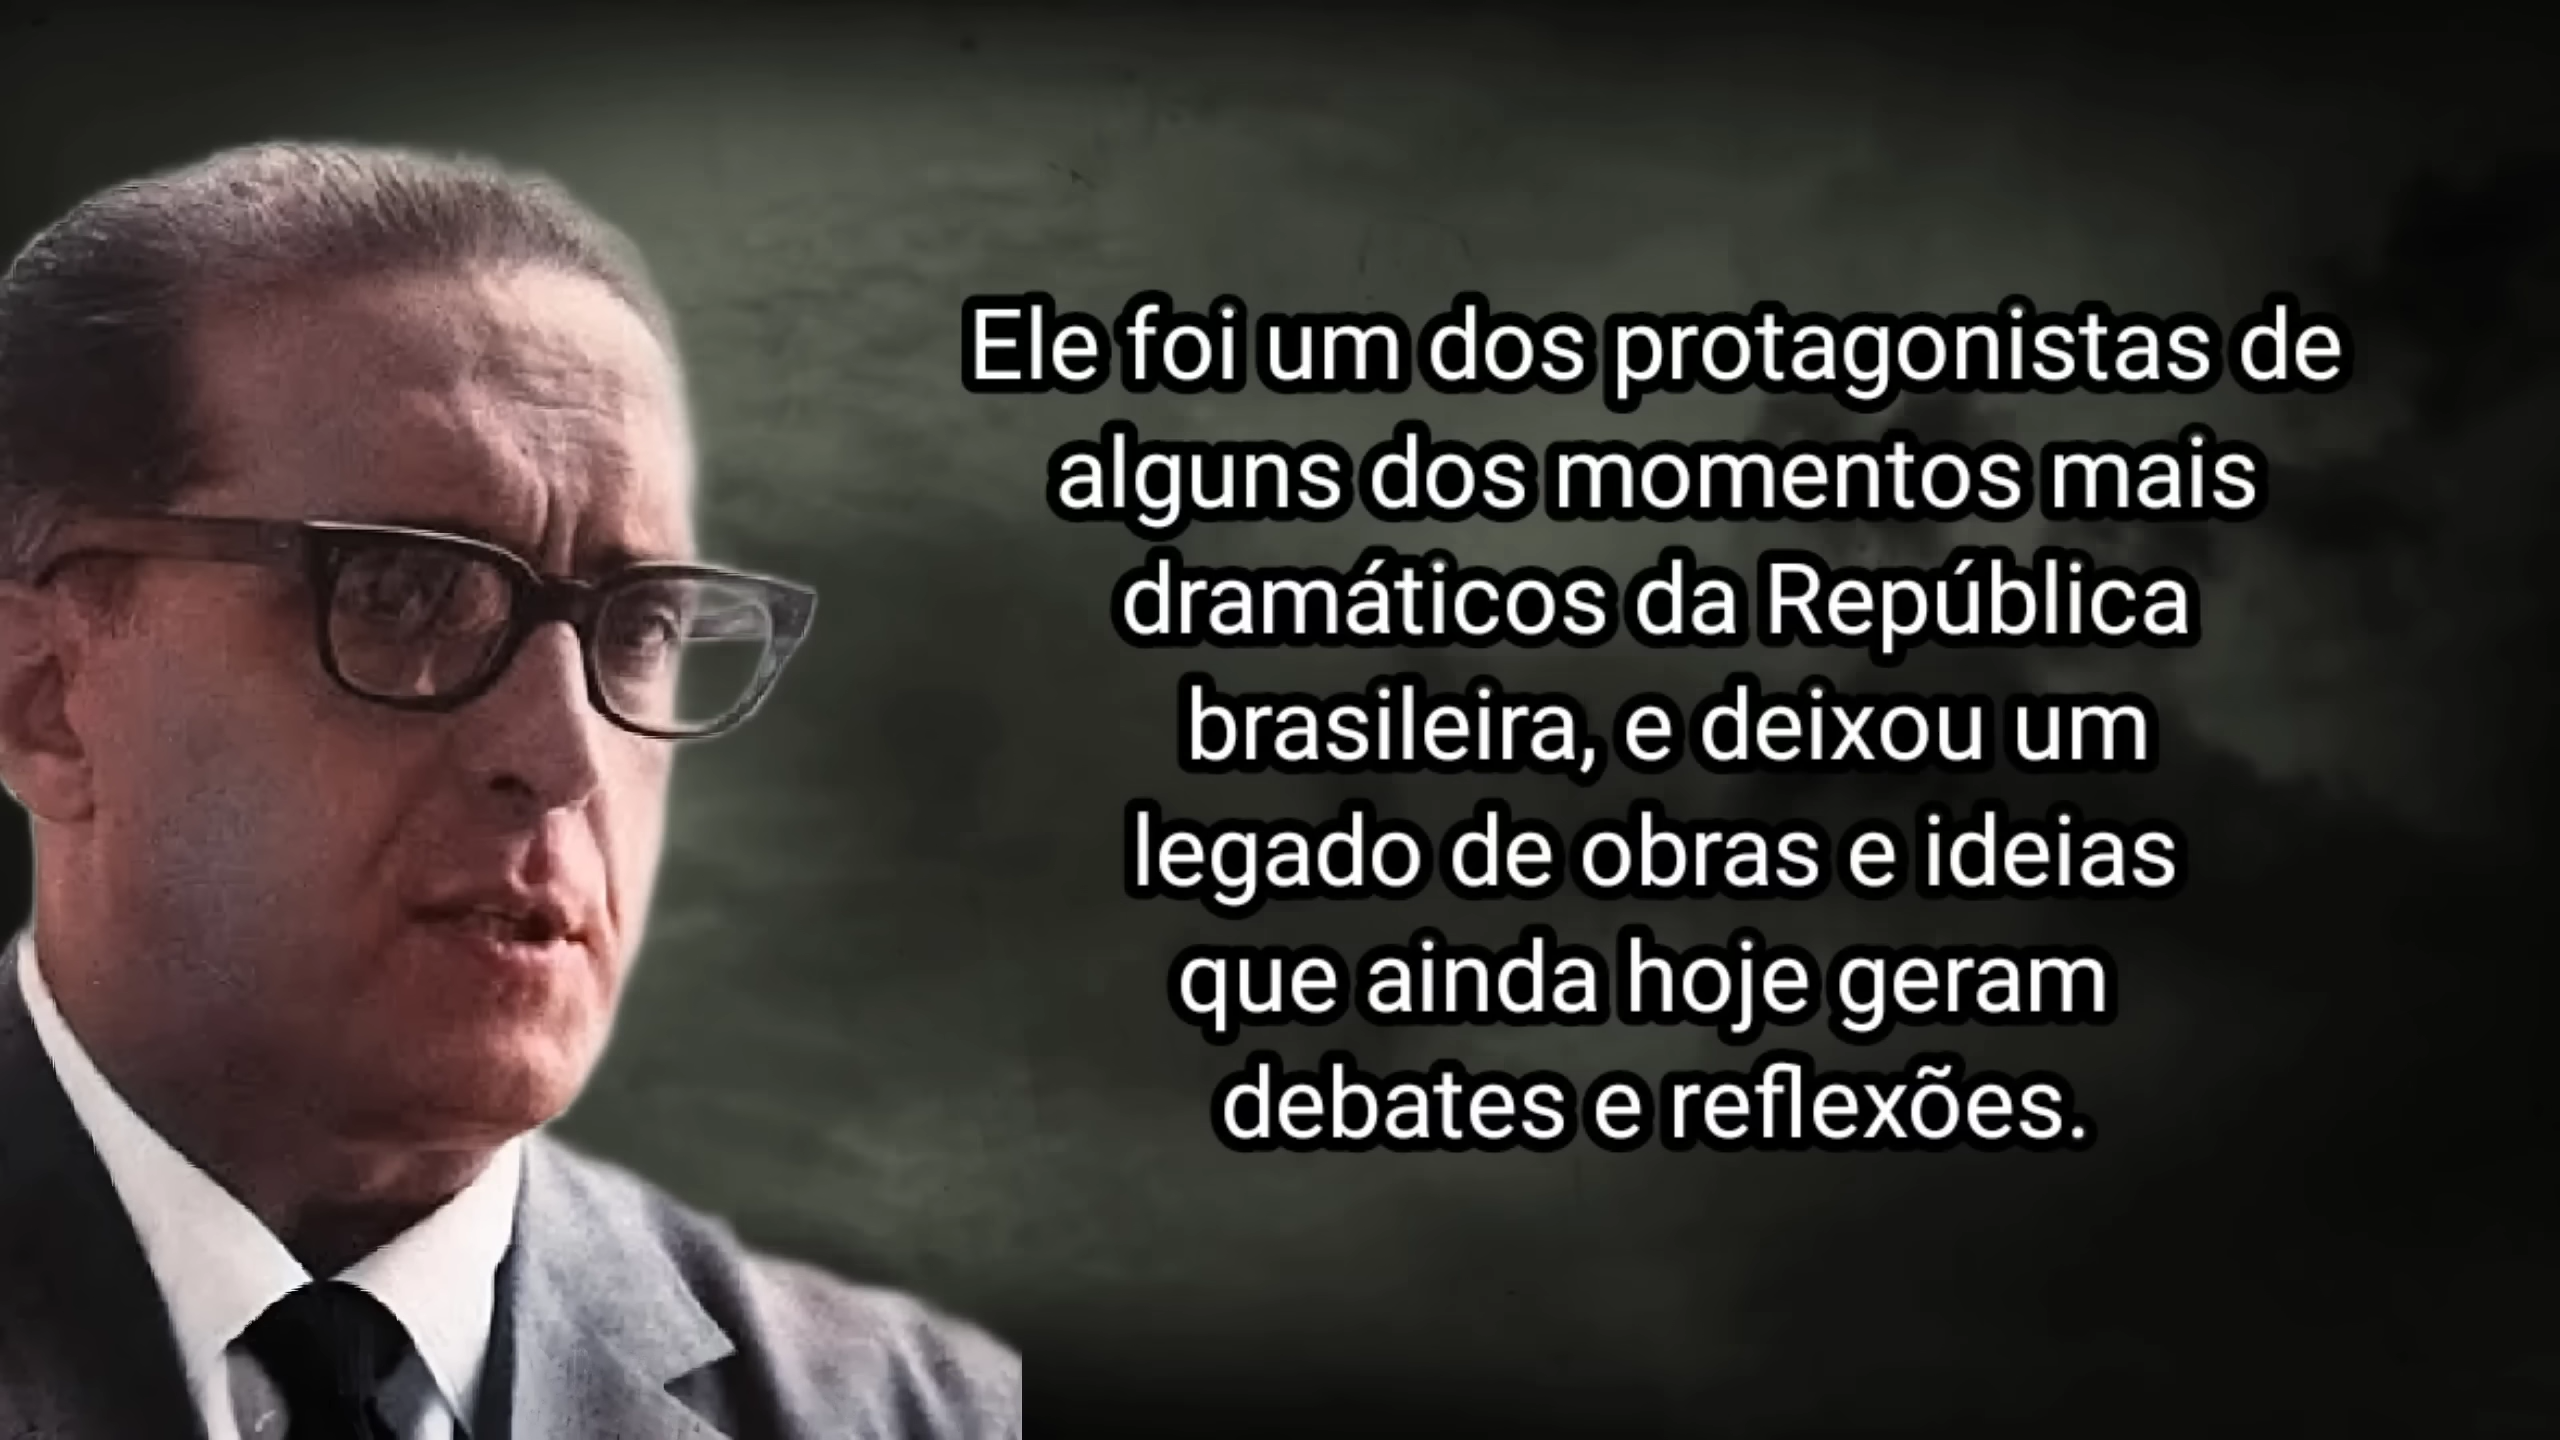 Ele foi um dos protagonistas de
alguns dos momentos mais
dramáticos da República
brasileira, e deixou um
legado de obras e ideias
que ainda hoje geram
debates e reflexões.